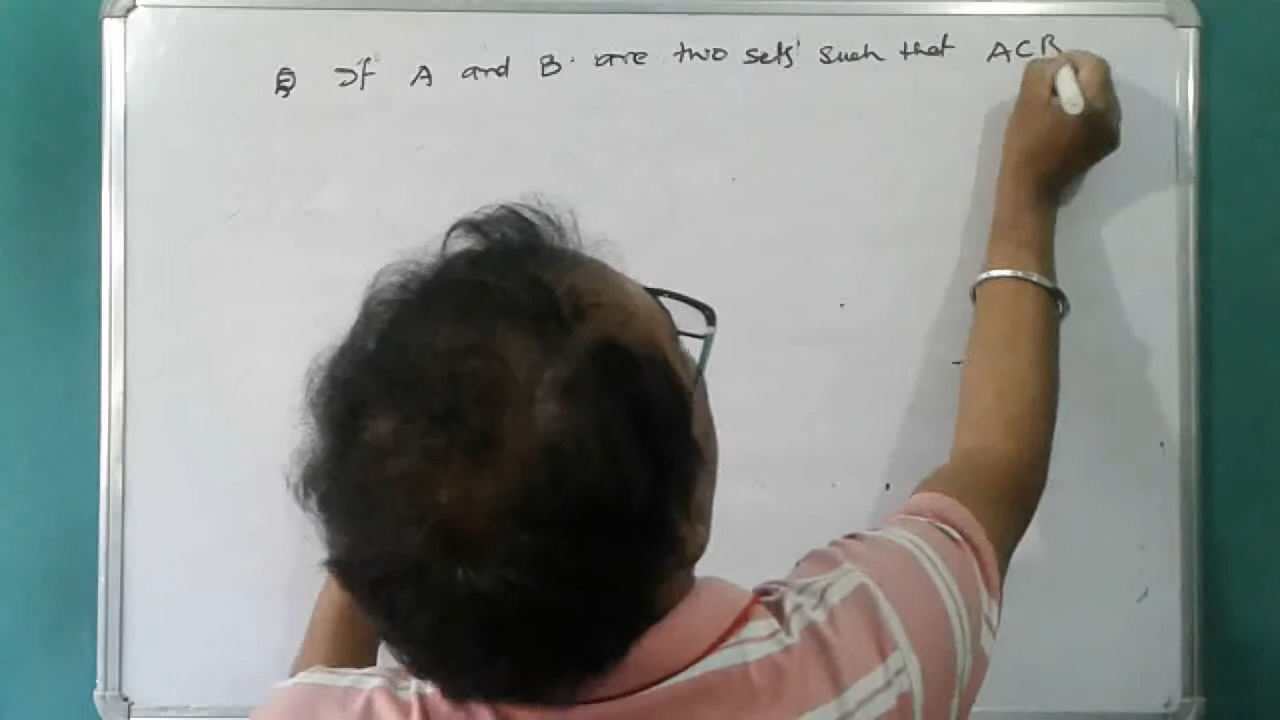 Q If A and B. are two sets such that A⊂B